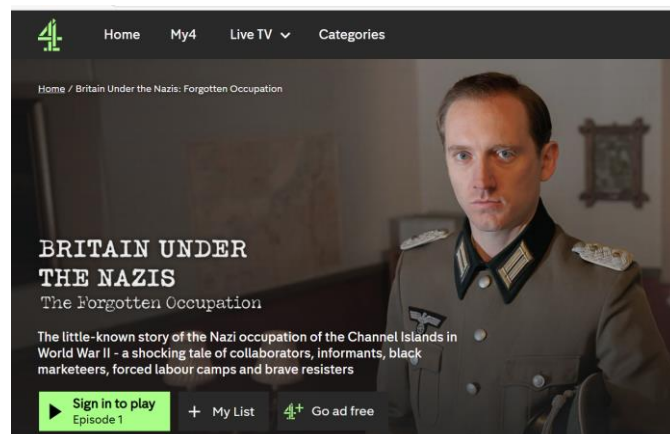 4
Home My4 Live TV Categories
Home / Britain Under the Nazis: Forgotten Occupation
BRITAIN UNDER
THE NAZIS
The Forgotten Occupation
The little-known story of the Nazi occupation of the Channel Islands in
World War II - a shocking tale of collaborators, informants, black
marketeers, forced labour camps and brave resisters
Sign in to play
Episode 1
+ My List
4+ Go ad free